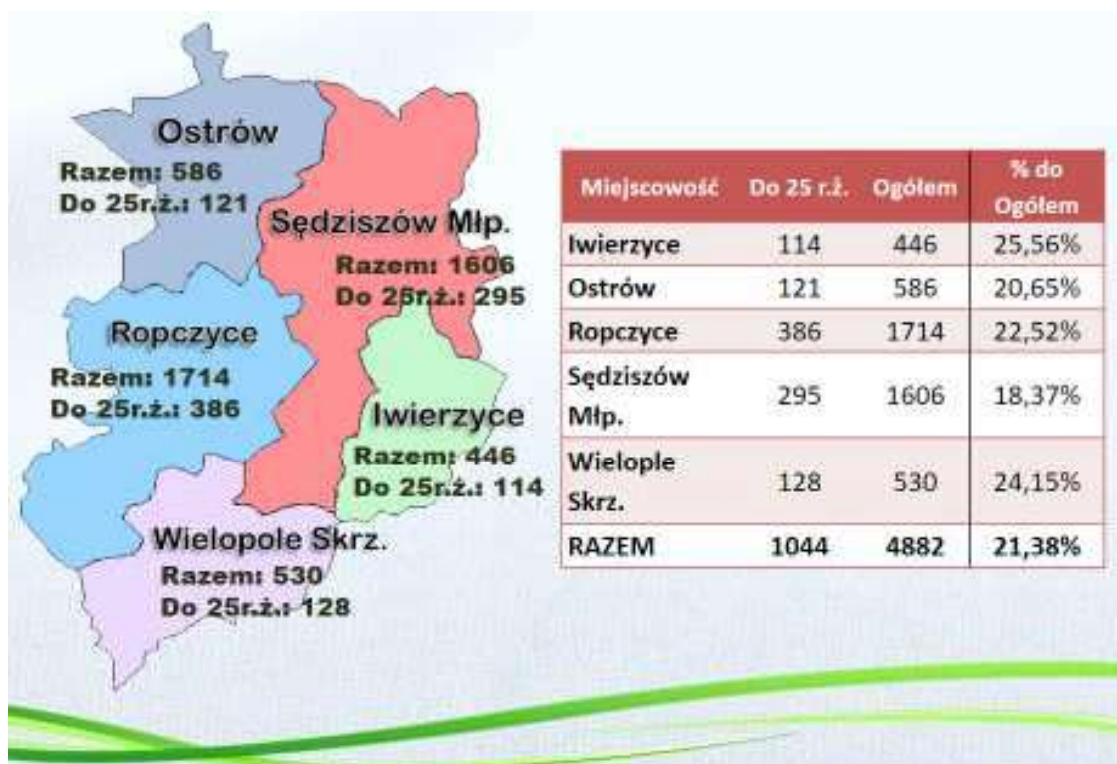 Ostrów
Razem: 586
Do 25r.ż.: 121
Sędziszów Młp.
Razem: 1606
Do 25r.ż.: 295
Ropczyce
Razem: 1714
Do 25r.ż.: 386
Iwierzyce
Razem: 446
Do 25r.ż.: 114
Wielopole Skrz.
Razem: 530
Do 25r.ż.: 128
Miejscowość Do 25 r.ż. Ogółem % do Ogółem
Iwierzyce 114 446 25,56%
Ostrów 121 586 20,65%
Ropczyce 386 1714 22,52%
Sędziszów Młp. 295 1606 18,37%
Wielople Skrz. 128 530 24,15%
RAZEM 1044 4882 21,38%